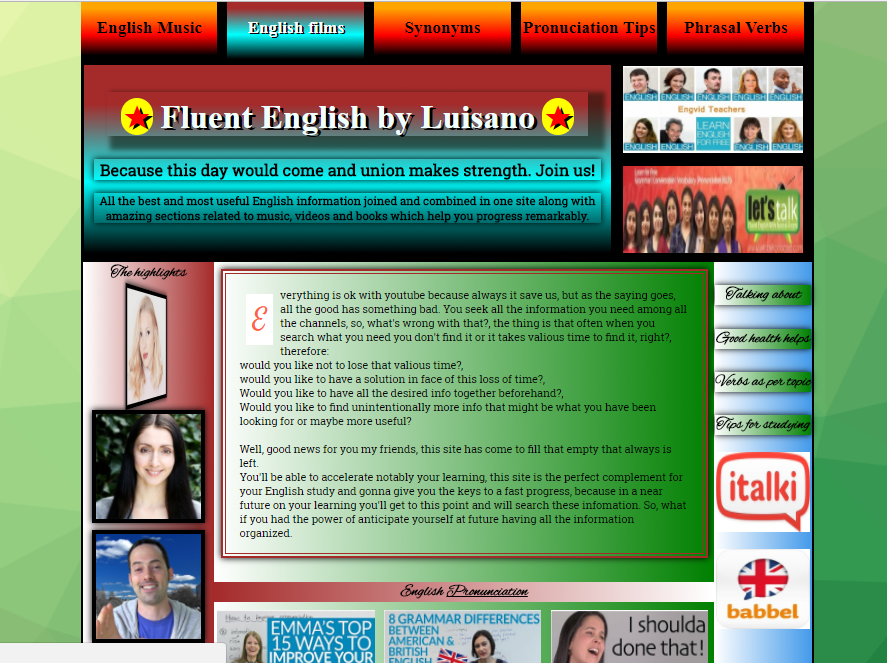 English Music
English films
Synonyms
Pronuciation Tips
Phrasal Verbs
Fluent English by Luisano
Because this day would come and union makes strength. Join us!
All the best and most useful English information joined and combined in one site along with
amazing sections related to music, videos and books which help you progress remarkably.
ENGLISH ENGLISH ENGLISH ENGLISH ENGLISH
Engvid Teachers
LEARN
ENGLISH
FOR FREE
ENGLISH ENGLISH ENGLISH ENGLISH
let's
talk
The highlights
Everything is ok with youtube because always it save us, but as the saying goes,
all the good has something bad. You seek all the information you need among all
the channels, so, what's wrong with that?, the thing is that often when you
search what you need you don't find it or it takes valious time to find it, right?,
therefore:
would you like not to lose that valious time?,
would you like to have a solution in face of this loss of time?,
Would you like to have all the desired info together beforehand?,
Would you like to find unintentionally more info that might be what you have been
looking for or maybe more useful?
Well, good news for you my friends, this site has come to fill that empty that always is
left.
You'll be able to accelerate notably your learning, this site is the perfect complement for
your English study and gonna give you the keys to a fast progress, because in a near
future on your learning you'll get to this point and will search these infomation. So, what
if you had the power of anticipate yourself at future having all the information
organized.
Talking about
Good health helps
Verbs as per topic
Tips for studying
italki
babbel
English Pronunciation
How to improve
EMMA'S TOP
15 WAYS TO
IMPROVE YOUR
8 GRAMMAR DIFFERENCES
BETWEEN
AMERICAN &
BRITISH
ENGLISH
I shoulda
done that!